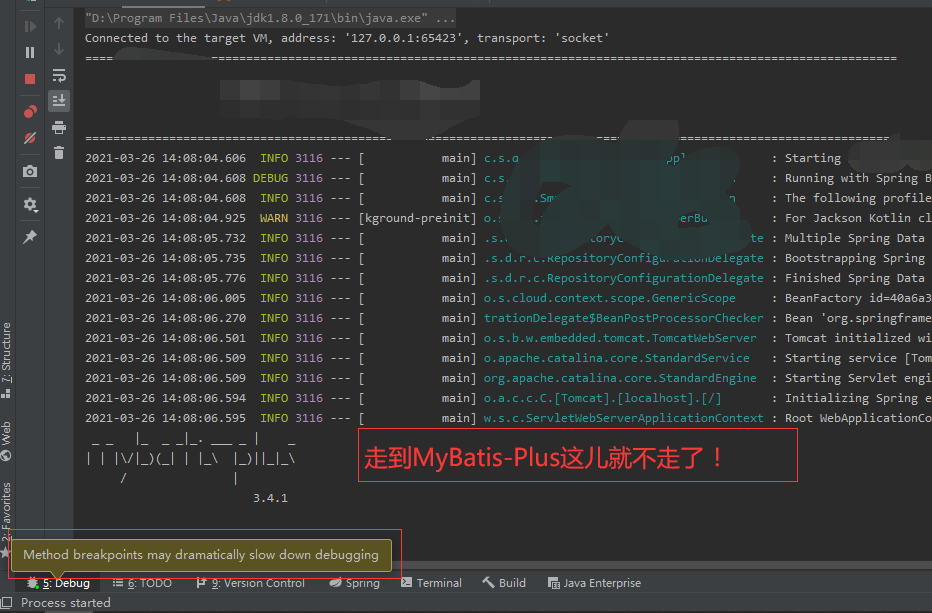 "D:\Program Files\Java\jdk1.8.0_171\bin\java.exe" ...
Connected to the target VM, address: '127.0.0.1:65423', transport: 'socket'
2021-03-26 14:08:04.606  INFO 3116 --- [           main] c.s. : Starting
2021-03-26 14:08:04.608 DEBUG 3116 --- [           main] c.s. : Running with Spring B
2021-03-26 14:08:04.608  INFO 3116 --- [           main] c.s : The following profile
2021-03-26 14:08:04.925  WARN 3116 --- [kground-preinit] o. : For Jackson Kotlin cl
2021-03-26 14:08:05.732  INFO 3116 --- [           main] .s. te : Multiple Spring Data
2021-03-26 14:08:05.735  INFO 3116 --- [           main] .s.d.r.c.RepositoryConfigurationDelegate : Bootstrapping Spring
2021-03-26 14:08:05.776  INFO 3116 --- [           main] .s.d.r.c.RepositoryConfigurationDelegate : Finished Spring Data
2021-03-26 14:08:06.005  INFO 3116 --- [           main] o.s.cloud.context.scope.GenericScope     : BeanFactory id=40a6a3
2021-03-26 14:08:06.270  INFO 3116 --- [           main] trationDelegate$BeanPostProcessorChecker : Bean 'org.springframe
2021-03-26 14:08:06.501  INFO 3116 --- [           main] o.s.b.w.embedded.tomcat.TomcatWebServer  : Tomcat initialized wi
2021-03-26 14:08:06.509  INFO 3116 --- [           main] o.apache.catalina.core.StandardService   : Starting service [Tom
2021-03-26 14:08:06.509  INFO 3116 --- [           main] org.apache.catalina.core.StandardEngine  : Starting Servlet engi
2021-03-26 14:08:06.594  INFO 3116 --- [           main] o.a.c.c.C.[Tomcat].[localhost].[/]       : Initializing Spring e
2021-03-26 14:08:06.595  INFO 3116 --- [           main] w.s.c.ServletWebServerApplicationContext : Root WebApplicationCo
走到MyBatis-Plus这儿就不走了！
3.4.1
Z: Structure
Web
2: Favorites
Method breakpoints may dramatically slow down debugging
5: Debug 6: TODO 9: Version Control Spring Terminal Build Java Enterprise
Process started